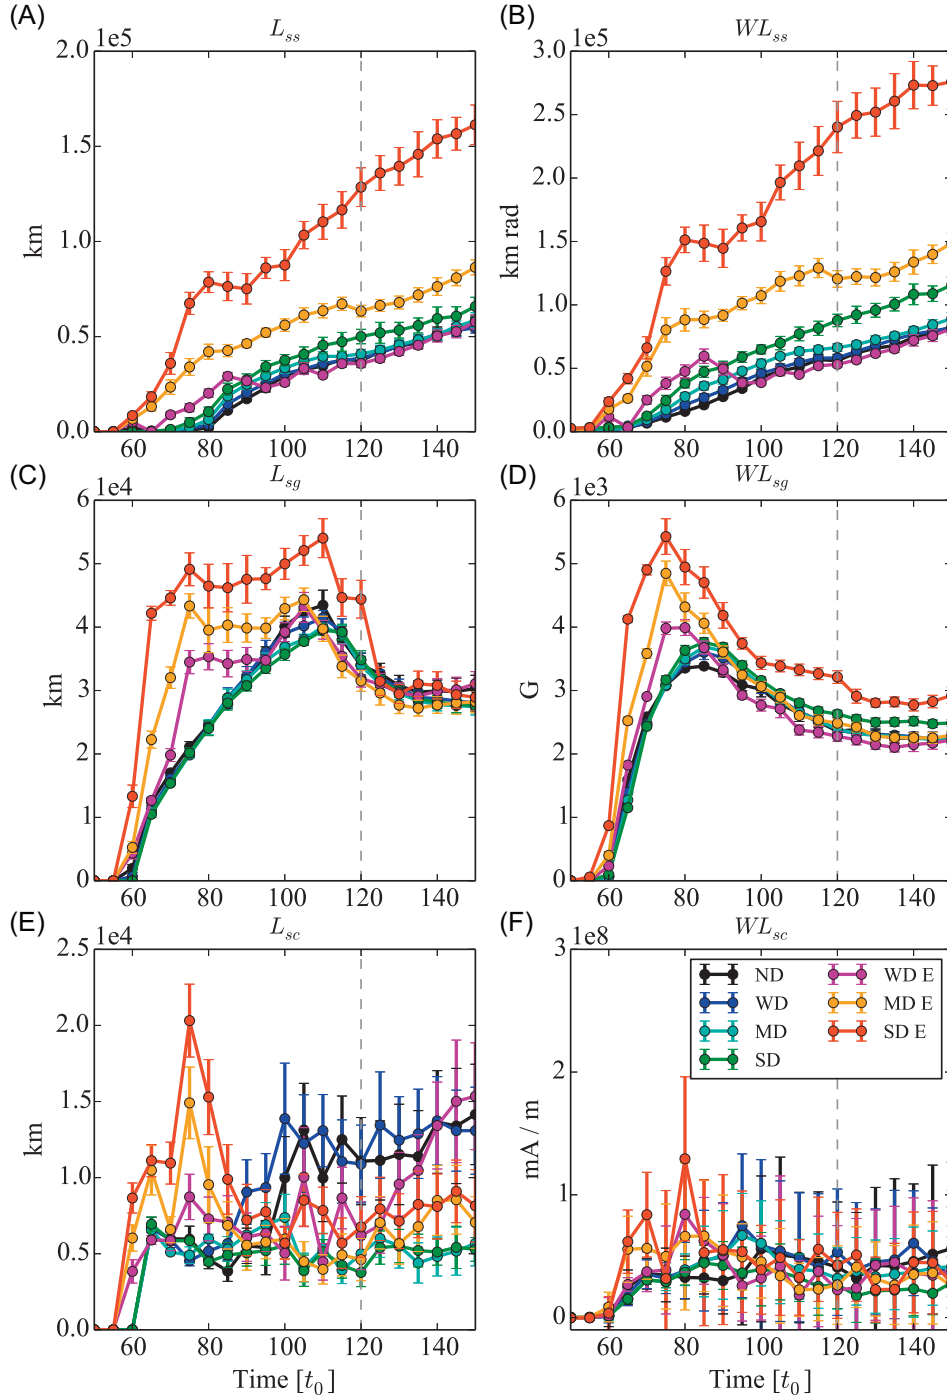 (A)
L_ss
1e5
2.0
1.5
1.0
0.5
0.0
km
60 80 100 120 140
(B)
WL_ss
1e5
3.0
2.5
2.0
1.5
1.0
0.5
0.0
km rad
60 80 100 120 140
(C)
L_sg
1e4
6
5
4
3
2
1
0
km
60 80 100 120 140
(D)
WL_sg
1e3
6
5
4
3
2
1
0
G
60 80 100 120 140
(E)
L_sc
1e4
2.5
2.0
1.5
1.0
0.5
0.0
km
60 80 100 120 140
Time [t_0]
(F)
WL_sc
1e8
3
2
1
0
mA / m
ND
WD
MD
SD
WD E
MD E
SD E
60 80 100 120 140
Time [t_0]